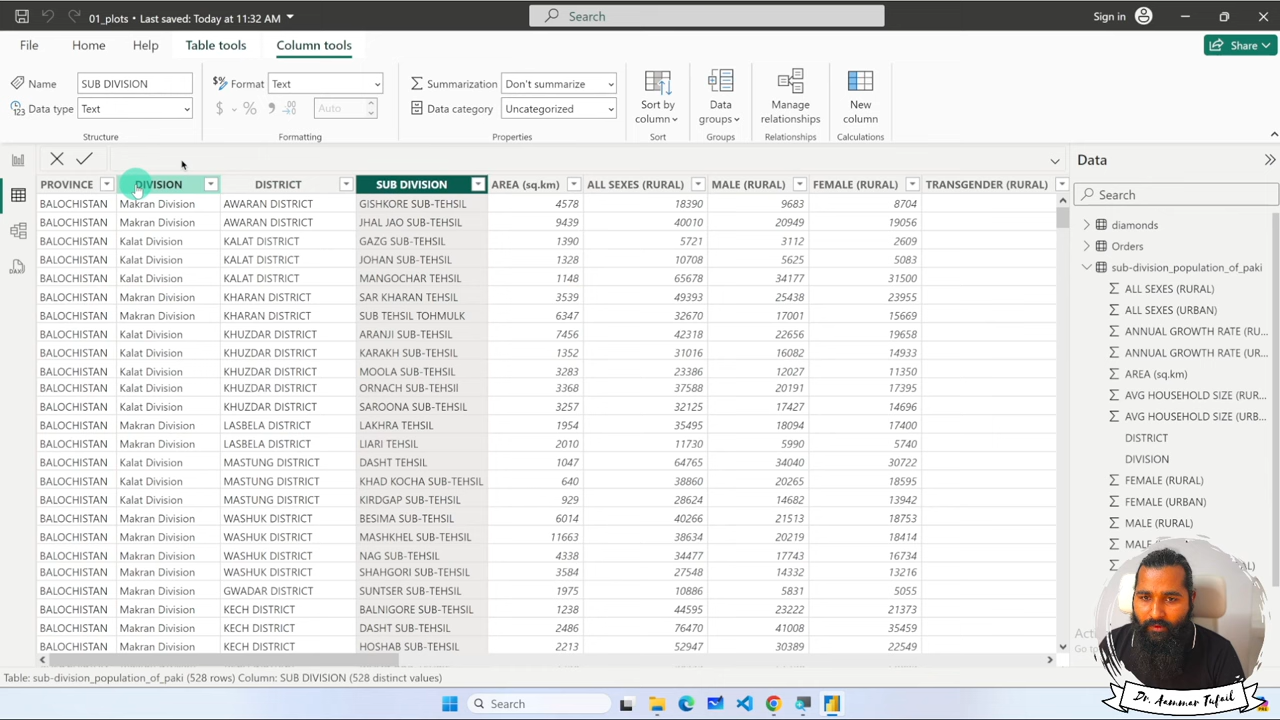 01_plots • Last saved: Today at 11:32 AM
Search
Sign in
File Home Help Table tools Column tools
Share
Name SUB DIVISION
Format Text
Summarization Don't summarize
Data type Text
$ % Auto
Data category Uncategorized
Sort by column
Data groups
Manage relationships
New column
Structure Formatting Properties Sort Groups Relationships Calculations
Data
Search
PROVINCE DIVISION DISTRICT SUB DIVISION AREA (sq.km) ALL SEXES (RURAL) MALE (RURAL) FEMALE (RURAL) TRANSGENDER (RURAL)
BALOCHISTAN Makran Division AWARAN DISTRICT GISHKORE SUB-TEHSIL 4578 18390 9683 8704
BALOCHISTAN Makran Division AWARAN DISTRICT JHAL JAO SUB-TEHSIL 9439 40010 20949 19056
BALOCHISTAN Kalat Division KALAT DISTRICT GAZG SUB-TEHSIL 1390 5721 3112 2609
BALOCHISTAN Kalat Division KALAT DISTRICT JOHAN SUB-TEHSIL 1328 10708 5625 5083
BALOCHISTAN Kalat Division KALAT DISTRICT MANGOCHAR TEHSIL 1148 65678 34177 31500
BALOCHISTAN Makran Division KHARAN DISTRICT SAR KHARAN TEHSIL 3539 49393 25438 23955
BALOCHISTAN Makran Division KHARAN DISTRICT SUB TEHSIL TOHMULK 6347 32670 17001 15669
BALOCHISTAN Kalat Division KHUZDAR DISTRICT ARANJI SUB-TEHSIL 7456 42318 22656 19658
BALOCHISTAN Kalat Division KHUZDAR DISTRICT KARAKH SUB-TEHSIL 1352 31016 16082 14933
BALOCHISTAN Kalat Division KHUZDAR DISTRICT MOOLA SUB-TEHSIL 3283 23386 12027 11350
BALOCHISTAN Kalat Division KHUZDAR DISTRICT ORNACH SUB-TEHSIl 3368 37588 20191 17395
BALOCHISTAN Kalat Division KHUZDAR DISTRICT SAROONA SUB-TEHSIL 3257 32125 17427 14696
BALOCHISTAN Makran Division LASBELA DISTRICT LAKHRA TEHSIL 1954 35495 18094 17400
BALOCHISTAN Makran Division LASBELA DISTRICT LIARI TEHSIL 2010 11730 5990 5740
BALOCHISTAN Kalat Division MASTUNG DISTRICT DASHT TEHSIL 1047 64765 34040 30722
BALOCHISTAN Kalat Division MASTUNG DISTRICT KHAD KOCHA SUB-TEHSIL 640 38860 20265 18595
BALOCHISTAN Kalat Division MASTUNG DISTRICT KIRDGAP SUB-TEHSIL 929 28624 14682 13942
BALOCHISTAN Makran Division WASHUK DISTRICT BESIMA SUB-TEHSIL 6014 40266 21513 18753
BALOCHISTAN Makran Division WASHUK DISTRICT MASHKHEL SUB-TEHSIL 11663 38634 20219 18414
BALOCHISTAN Makran Division WASHUK DISTRICT NAG SUB-TEHSIL 4338 34477 17743 16734
BALOCHISTAN Makran Division WASHUK DISTRICT SHAHGORI SUB-TEHSIL 3584 27548 14332 13216
BALOCHISTAN Makran Division GWADAR DISTRICT SUNTSER SUB-TEHSIL 1975 10886 5831 5055
BALOCHISTAN Makran Division KECH DISTRICT BALNIGORE SUB-TEHSIL 1238 44595 23222 21373
BALOCHISTAN Makran Division KECH DISTRICT DASHT SUB-TEHSIL 2486 76470 41008 35459
BALOCHISTAN Makran Division KECH DISTRICT HOSHAB SUB-TEHSIL 2213 52947 30389 22549
diamonds
Orders
sub-division_population_of_paki
ALL SEXES (RURAL)
ALL SEXES (URBAN)
ANNUAL GROWTH RATE (RU...
ANNUAL GROWTH RATE (UR...
AREA (sq.km)
AVG HOUSEHOLD SIZE (RUR...
AVG HOUSEHOLD SIZE (URB...
DISTRICT
DIVISION
FEMALE (RURAL)
FEMALE (URBAN)
MALE (RURAL)
Table: sub-division_population_of_paki (528 rows) Column: SUB DIVISION (528 distinct values)
Dr. Aammar Tufail
Search